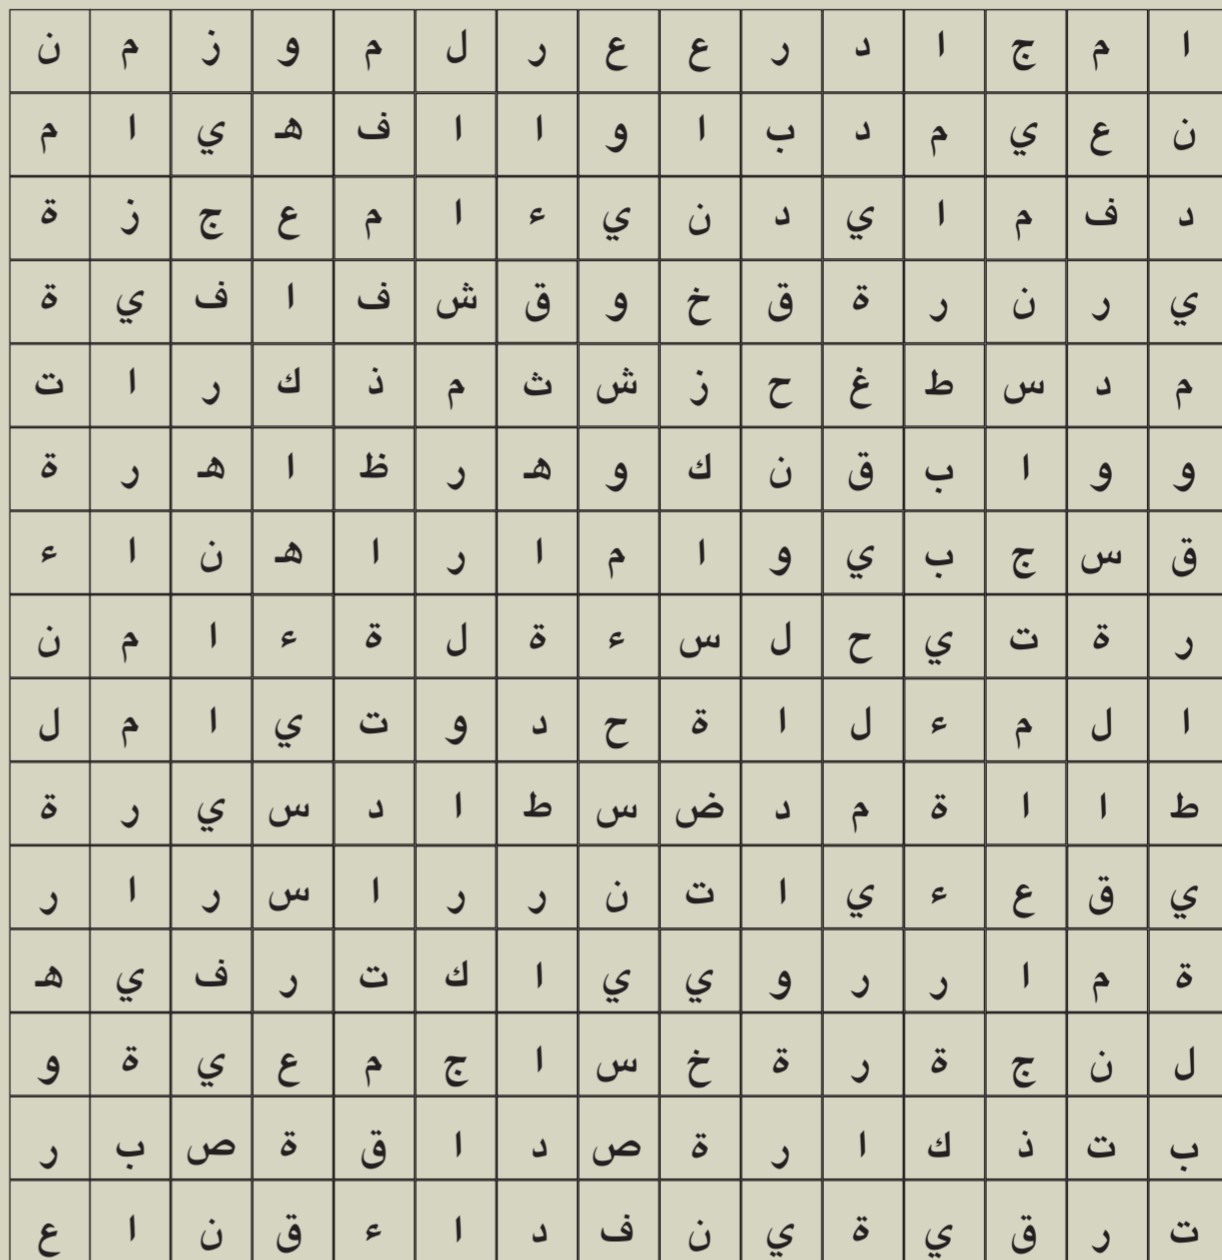 ا م ج ا د ر ع ع ر ل م و ز م ن
ن ع ي م د ب ا و ا ا ف هـ ي ا م
د ف م ا ي د ن ي ء ا م ع ج ز ة
ي ر ن ر ة ق خ و ق ش ف ا ف ي ة
م د س ط غ ح ز ش ث م ذ ك ر ا ت
و و ا ب ق ن ك و هـ ر ظ ا هـ ر ة
ق س ج ب ي و ا م ا ر ا هـ ن ا ء
ر ة ت ي ح ل س ء ة ل ة ء ا م ن
ا ل م ء ل ا ة ح د و ت ي ا م ل
ط ا ا ة م د ض س ط ا د س ي ر ة
ي ق ع ء ي ا ت ن ر ر ا س ر ا ر
ة م ا ر ر و ي ي ا ك ت ر ف ي هـ
ل ن ج ة ر ة خ س ا ج م ع ي ة و
ب ت ذ ك ا ر ة ص د ا ق ة ص ب ر
ت ر ق ي ة ي ن ف د ا ء ق ن ا ع